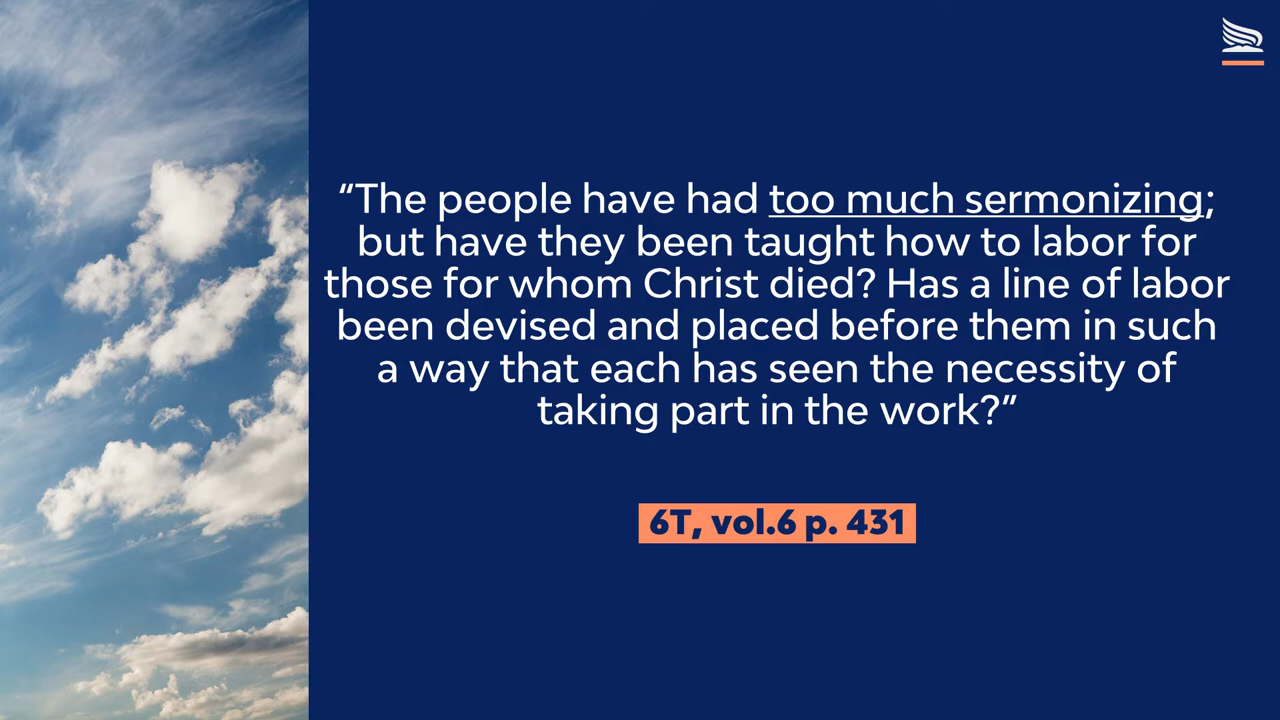 “The people have had too much sermonizing;
but have they been taught how to labor for
those for whom Christ died? Has a line of labor
been devised and placed before them in such
a way that each has seen the necessity of
taking part in the work?”
6T, vol.6 p. 431